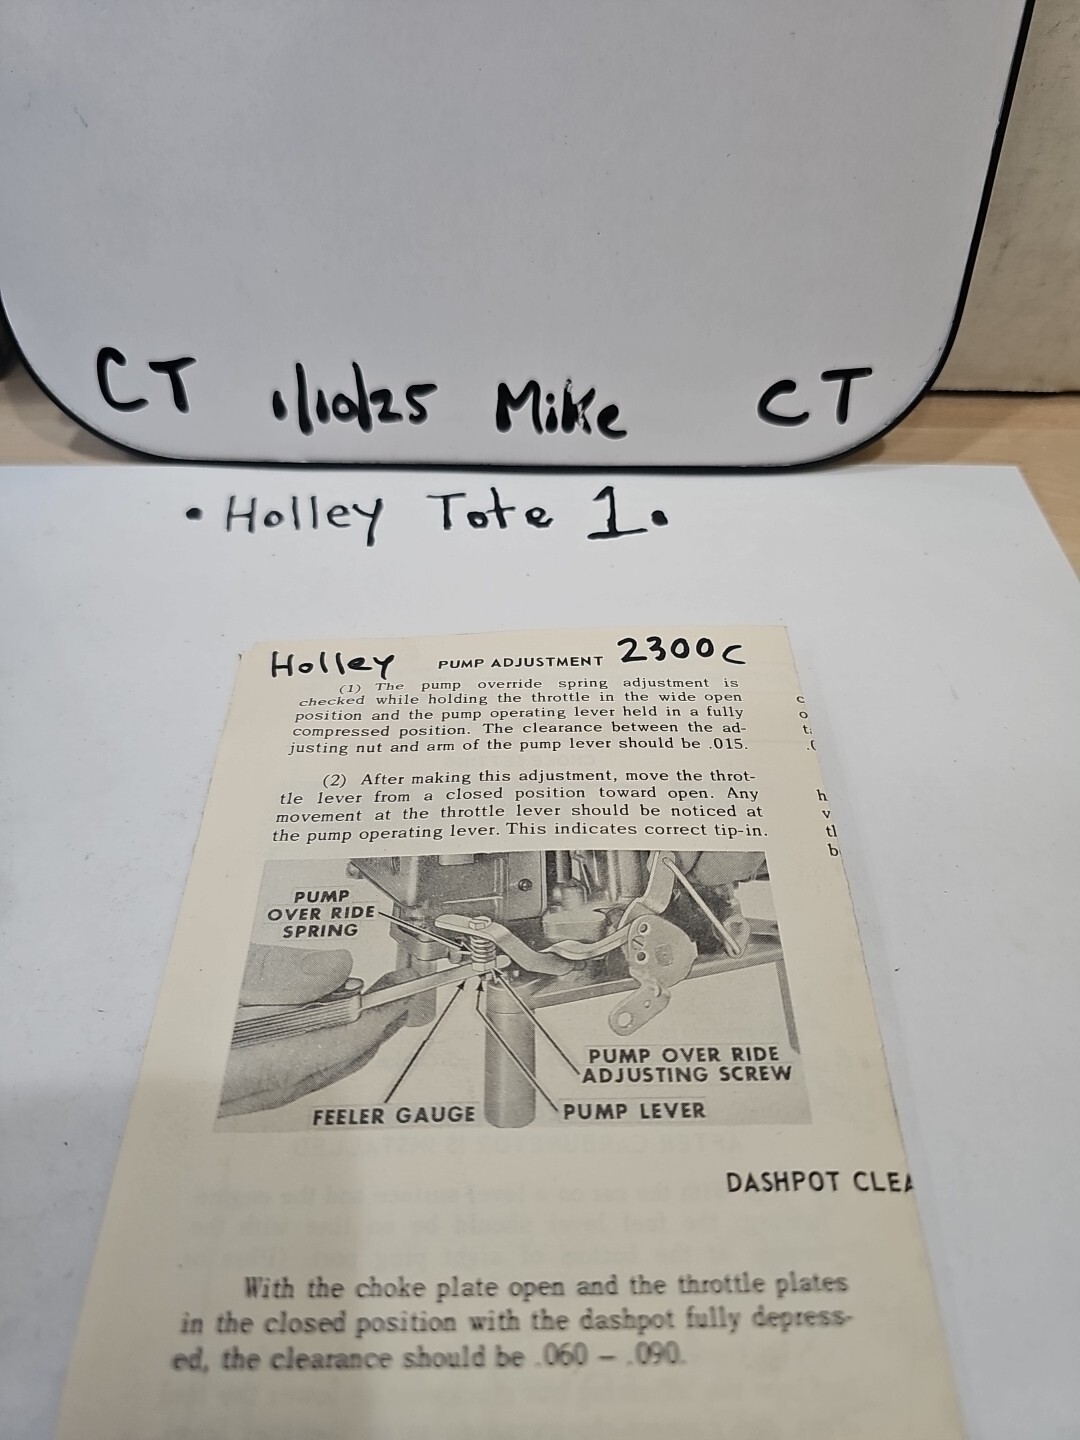 CT 1/10/25 Mike CT
• Holley Tote 1.
Holley PUMP ADJUSTMENT 2300C
(1) The pump override spring adjustment is
checked while holding the throttle in the wide open
position and the pump operating lever held in a fully
compressed position. The clearance between the ad-
justing nut and arm of the pump lever should be .015.
(2) After making this adjustment, move the throt-
tle lever from a closed position toward open. Any
movement at the throttle lever should be noticed at
the pump operating lever. This indicates correct tip-in.
PUMP
OVER RIDE
SPRING
PUMP OVER RIDE
ADJUSTING SCREW
FEELER GAUGE
PUMP LEVER
DASHPOT CLEA
With the choke plate open and the throttle plates
in the closed position with the dashpot fully depress-
ed, the clearance should be .060 – .090.